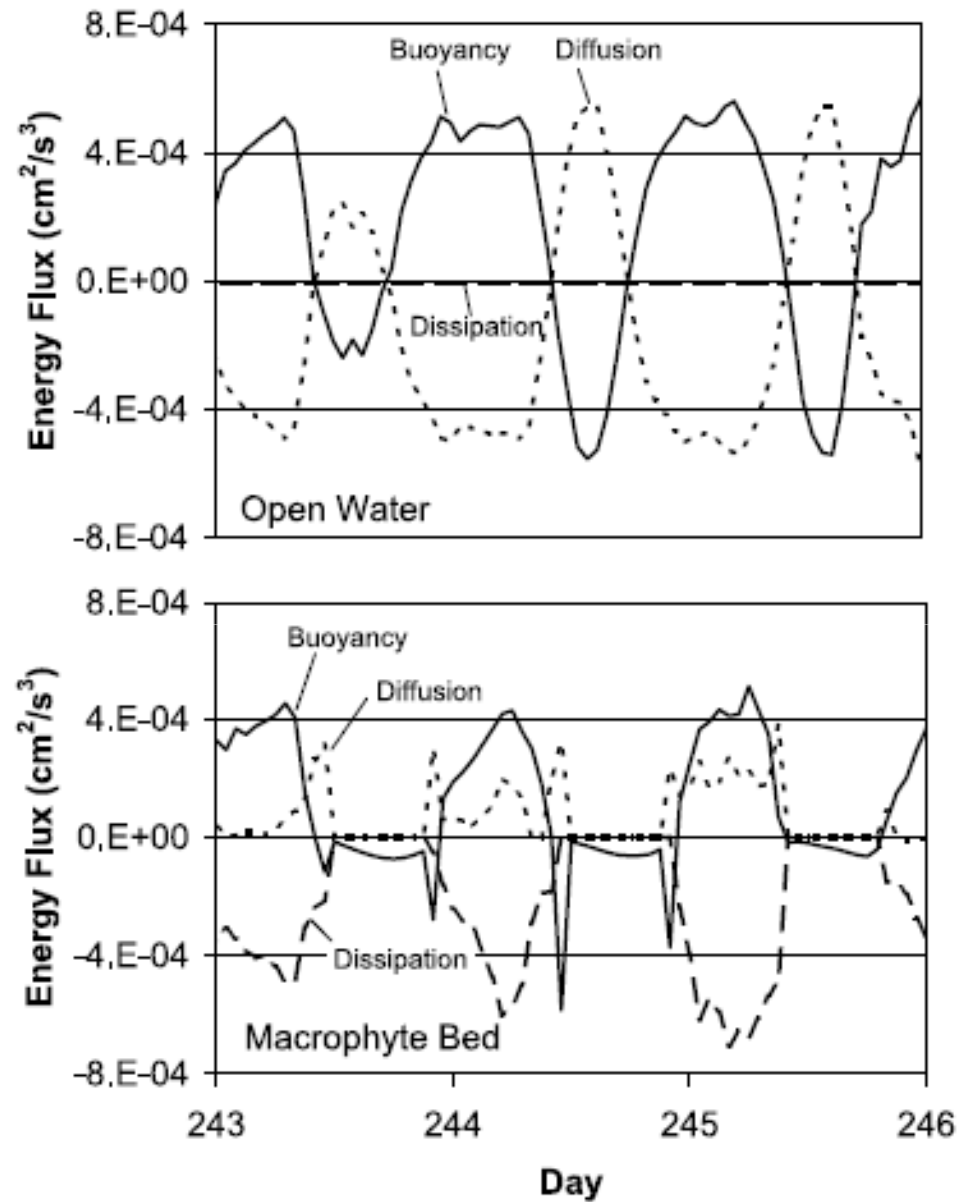 8.E–04
Buoyancy
Diffusion
4.E–04
Energy Flux (cm²/s³)
0.E+00
Dissipation
-4.E–04
Open Water
-8.E–04
8.E–04
Buoyancy
Diffusion
4.E–04
Energy Flux (cm²/s³)
0.E+00
Dissipation
-4.E–04
Macrophyte Bed
-8.E–04
243 244 245 246
Day